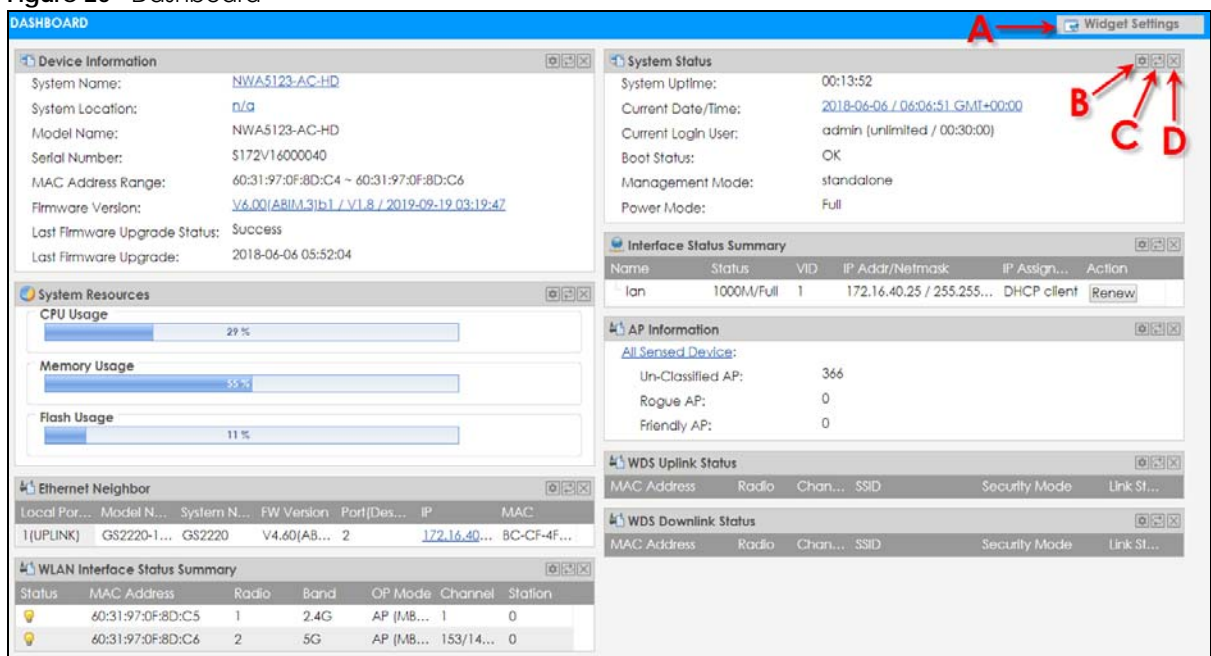 DASHBOARD
A
Widget Settings
Device Information
System Name: NWA5123-AC-HD
System Location: n/a
Model Name: NWA5123-AC-HD
Serial Number: S172V16000040
MAC Address Range: 60:31:97:0F:8D:C4 ~ 60:31:97:0F:8D:C6
Firmware Version: V6.00(ABIM.3)b1 / V1.8 / 2019-09-19 03:19:47
Last Firmware Upgrade Status: Success
Last Firmware Upgrade: 2018-06-06 05:52:04
System Resources
CPU Usage
29 %
Memory Usage
55 %
Flash Usage
11 %
Ethernet Neighbor
Local Por... Model N... System N... FW Version Port(Des... IP MAC
1(UPLINK) GS2220-1... GS2220 V4.60(AB... 2 172.16.40... BC-CF-4F...
WLAN Interface Status Summary
Status MAC Address Radio Band OP Mode Channel Station
60:31:97:0F:8D:C5 1 2.4G AP (MB... 1 0
60:31:97:0F:8D:C6 2 5G AP (MB... 153/14... 0
System Status
B
C
D
System Uptime: 00:13:52
Current Date/Time: 2018-06-06 / 06:06:51 GMT+00:00
Current Login User: admin (unlimited / 00:30:00)
Boot Status: OK
Management Mode: standalone
Power Mode: Full
Interface Status Summary
Name Status VID IP Addr/Netmask IP Assign... Action
lan 1000M/Full 1 172.16.40.25 / 255.255... DHCP client Renew
AP Information
All Sensed Device:
Un-Classified AP: 366
Rogue AP: 0
Friendly AP: 0
WDS Uplink Status
MAC Address Radio Chan... SSID Security Mode Link St...
WDS Downlink Status
MAC Address Radio Chan... SSID Security Mode Link St...